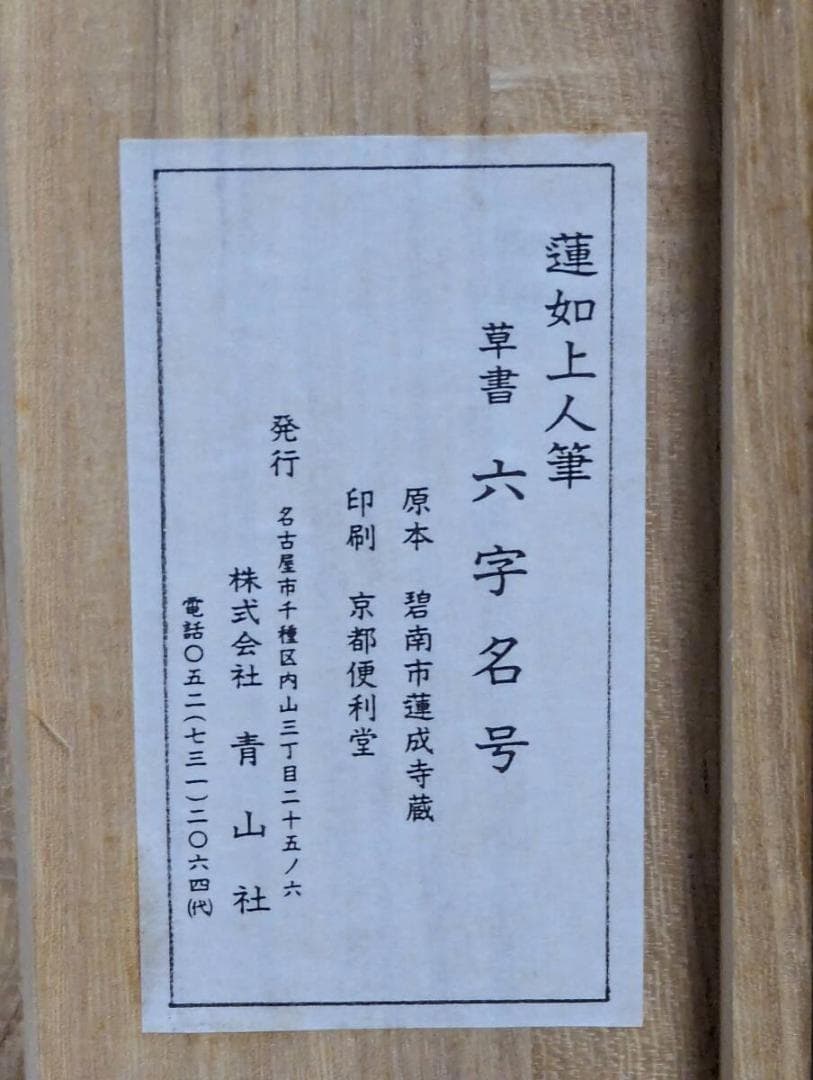 蓮如上人筆
草書 六字名号
原本 碧南市蓮成寺蔵
印刷 京都便利堂
発行 名古屋市千種区内山三丁目二十五ノ六
株式会社 青山社
電話〇五二(七三一)二〇六四(代)